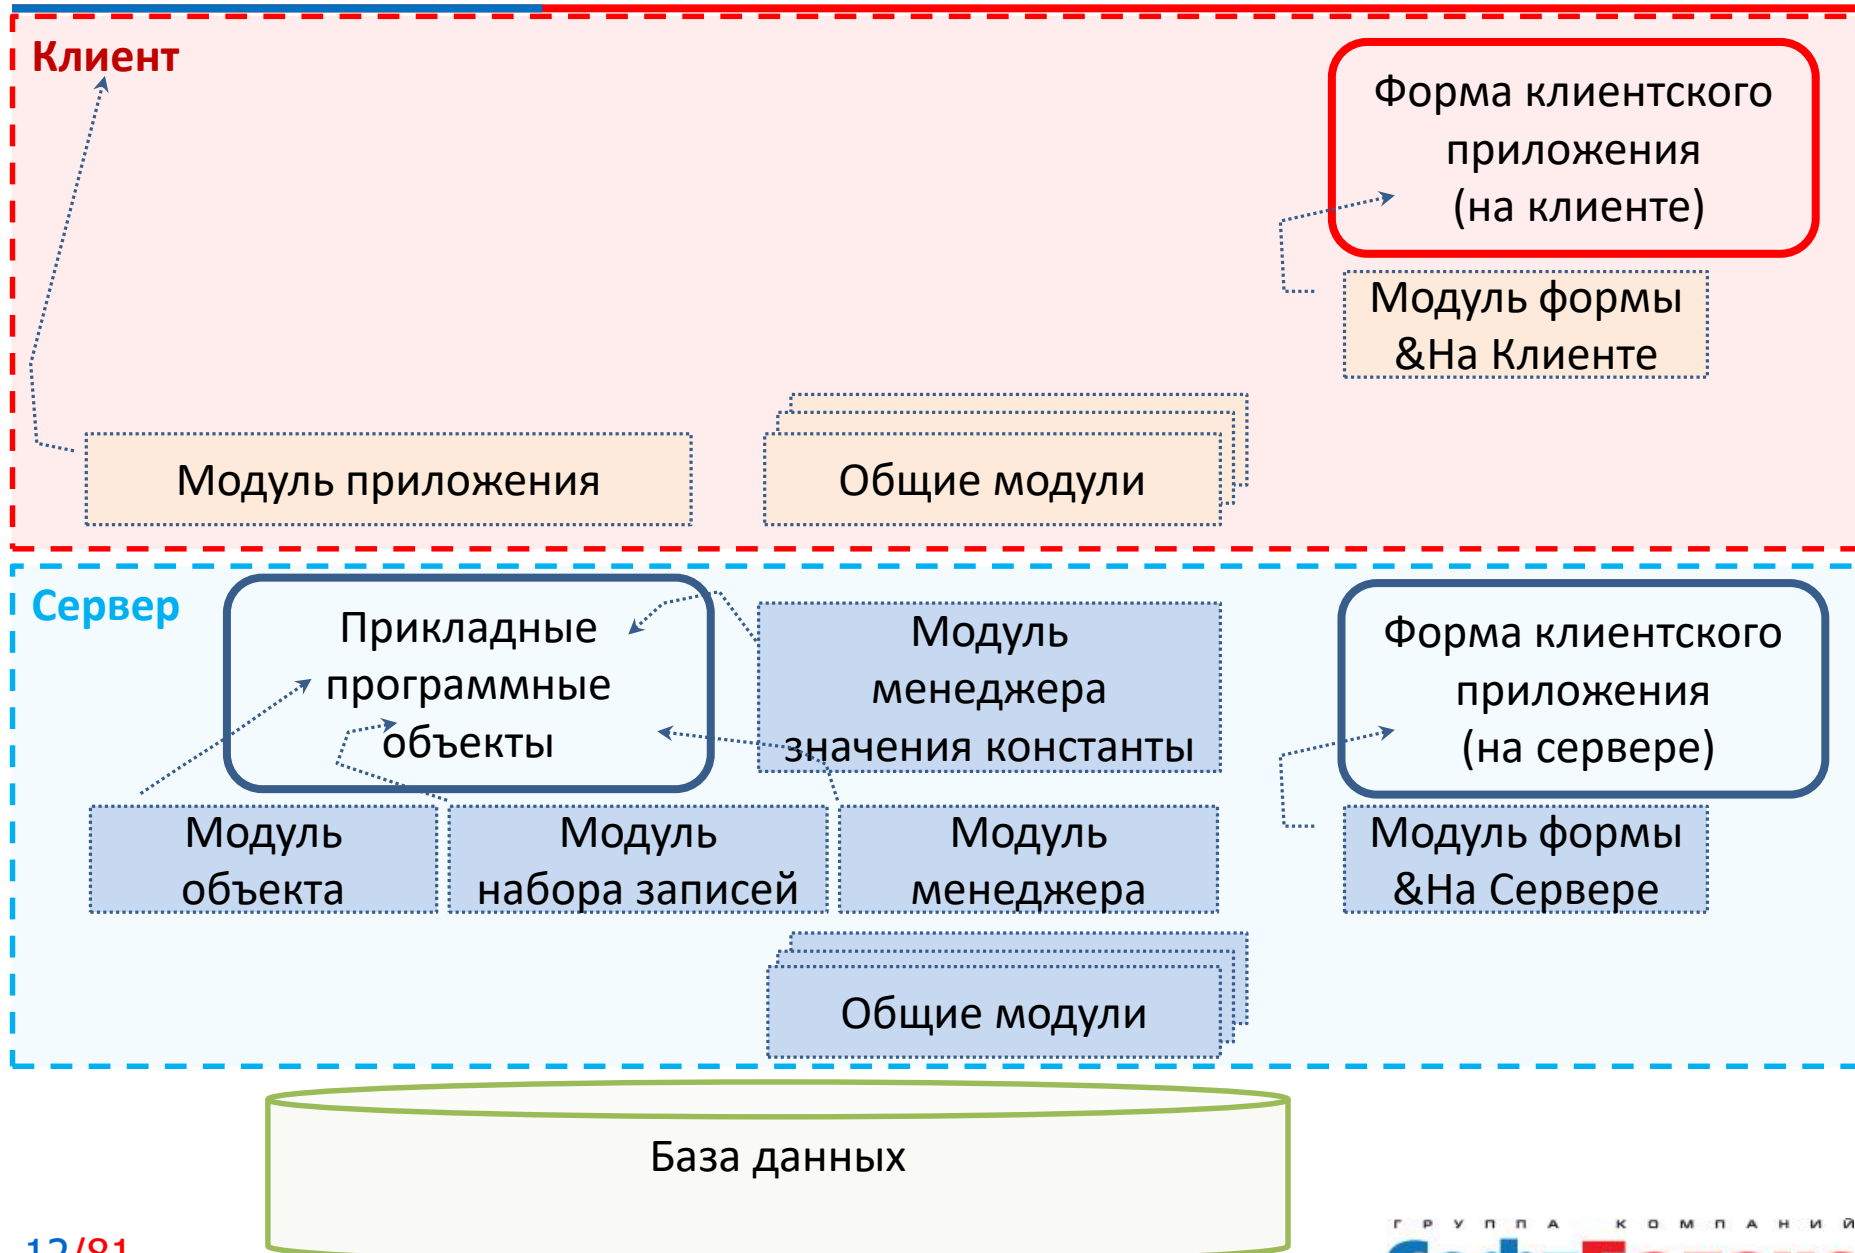 Клиент
Форма клиентского
приложения
(на клиенте)
Модуль формы
&На Клиенте
Модуль приложения
Общие модули
Сервер
Прикладные
программные
объекты
Модуль
менеджера
значения константы
Форма клиентского
приложения
(на сервере)
Модуль
объекта
Модуль
набора записей
Модуль
менеджера
Модуль формы
&На Сервере
Общие модули
База данных
12/81
ГРУППА КОМПАНИЙ